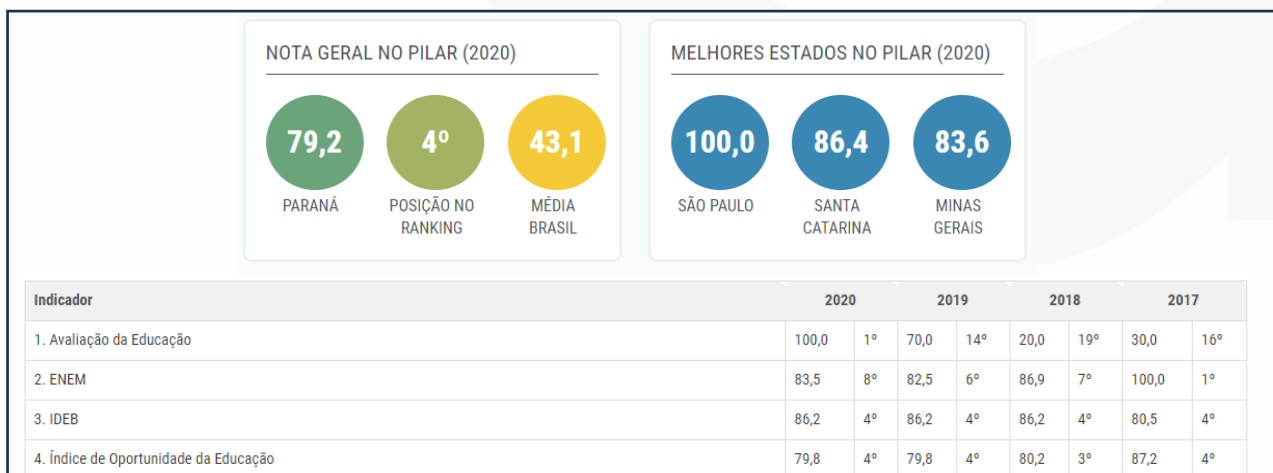 NOTA GERAL NO PILAR (2020)
79,2
4º
43,1
PARANÁ
POSIÇÃO NO
RANKING
MÉDIA
BRASIL
MELHORES ESTADOS NO PILAR (2020)
100,0
86,4
83,6
SÃO PAULO
SANTA
CATARINA
MINAS
GERAIS
Indicador 2020 2019 2018 2017
1. Avaliação da Educação 100,0 1º 70,0 14º 20,0 19º 30,0 16º
2. ENEM 83,5 8º 82,5 6º 86,9 7º 100,0 1º
3. IDEB 86,2 4º 86,2 4º 86,2 4º 80,5 4º
4. Índice de Oportunidade da Educação 79,8 4º 79,8 4º 80,2 3º 87,2 4º